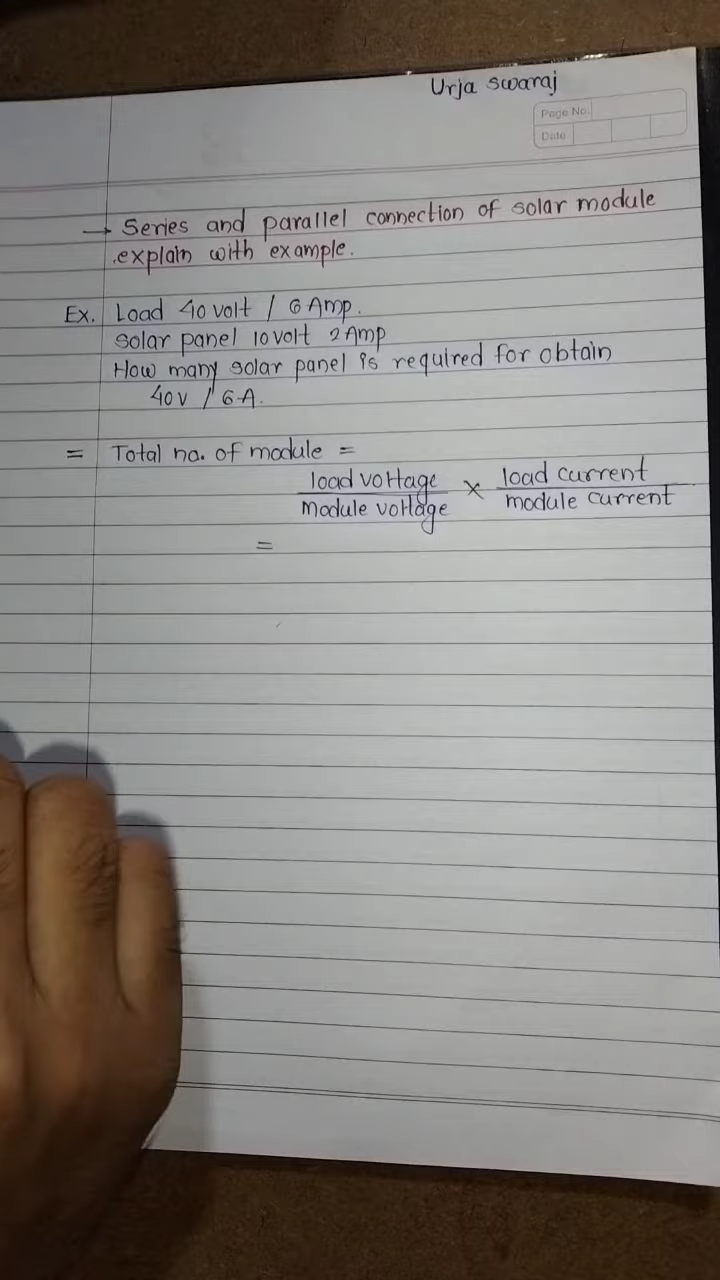 Urja swaraj
Page No.
Date
→ Series and parallel connection of solar module
explain with example.
Ex. Load 40 volt / 6 Amp.
solar panel 10 volt 2 Amp
How many solar panel is required for obtain
40V / 6A.
= Total no. of module =
load voltage × load current
module voltage module current
=